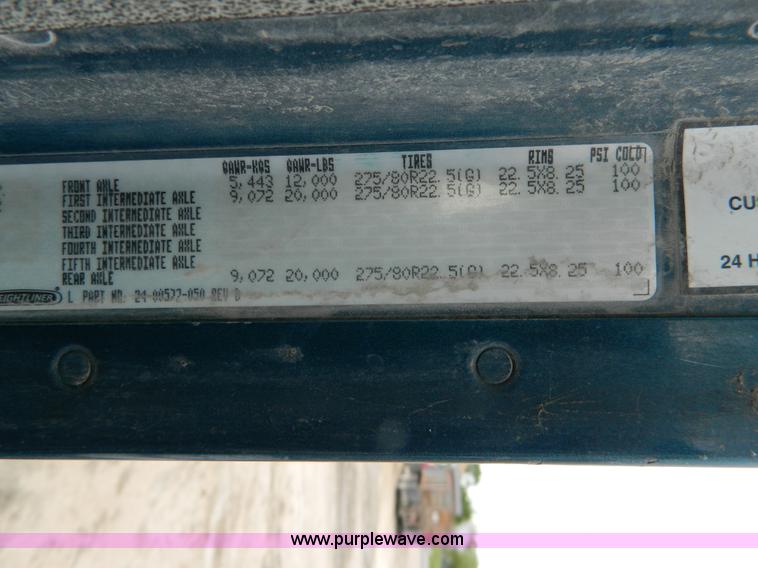 GAWR-KGS GAWR-LBS TIRES RIMS PSI COLD
FRONT AXLE 5,443 12,000 275/80R22.5(G) 22.5X8.25 100
FIRST INTERMEDIATE AXLE 9,072 20,000 275/80R22.5(G) 22.5X8.25 100
SECOND INTERMEDIATE AXLE
THIRD INTERMEDIATE AXLE
FOURTH INTERMEDIATE AXLE
FIFTH INTERMEDIATE AXLE
REAR AXLE 9,072 20,000 275/80R22.5(G) 22.5X8.25 100
EIGHTLINER® L PART NO. 24-00577-050 REV D
CUS
24 H
www.purplewave.com